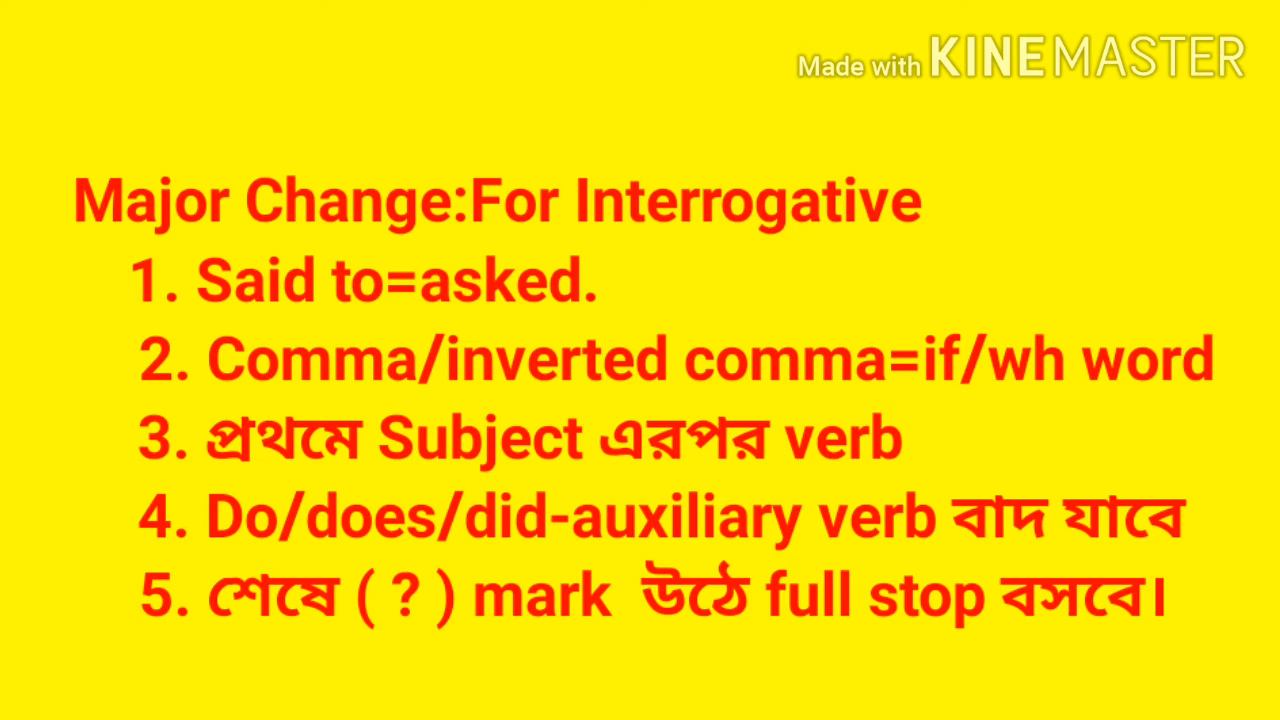 Made with KINEMASTER
Major Change:For Interrogative
1. Said to=asked.
2. Comma/inverted comma=if/wh word
3. প্রথমে Subject এরপর verb
4. Do/does/did-auxiliary verb বাদ যাবে
5. শেষে ( ? ) mark উঠে full stop বসবে।